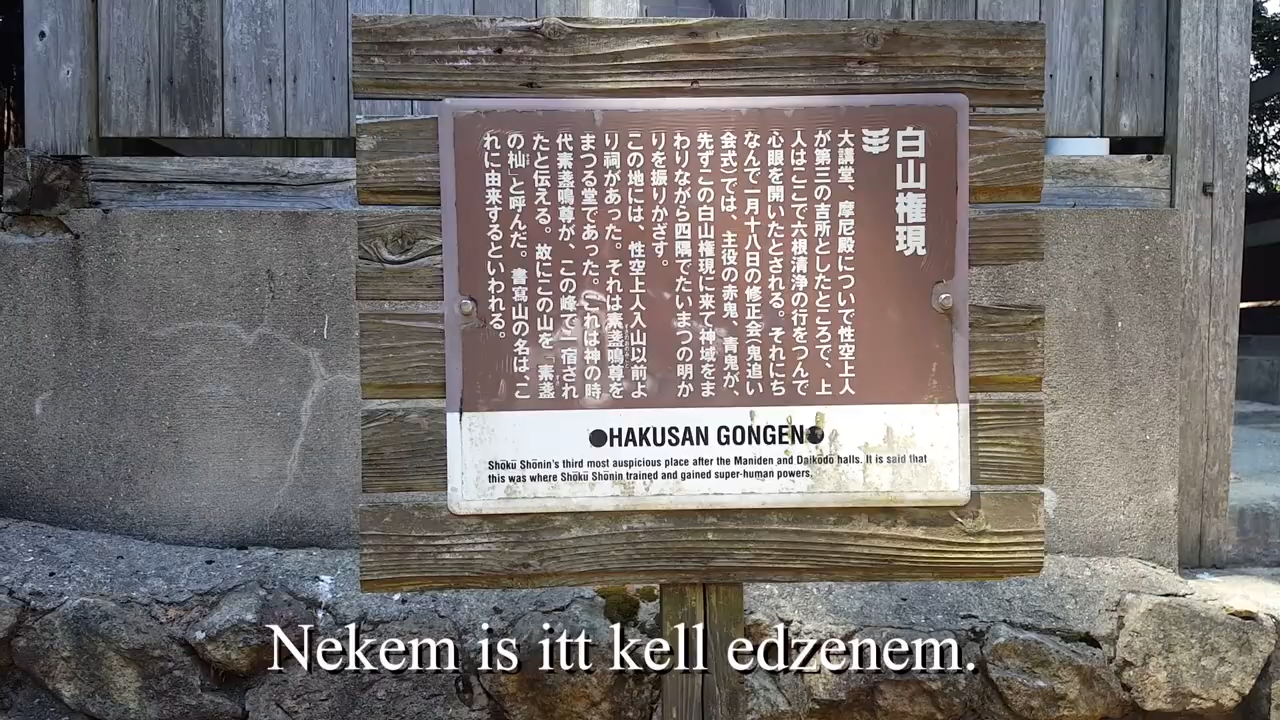 白山権現
大講堂、摩尼殿について性空上人
が第三の吉所としたところで、上
人はここで六根清浄の行をつんで
心眼を開いたとされる。それにち
なんで一月十八日の修正会(鬼追い
会式)では、主役の赤鬼、青鬼が、
先ずこの白山権現に来て神域をま
わりながら四隅でたいまつの明か
りを振りかざす。
この地には、性空上人入山以前よ
り祠があった。それは素盞嗚尊を
まつる堂であった。これは神の時
代素盞嗚尊が、この峰で一宿され
たと伝える。故にこの山を「素盞
の杣」と呼んだ。書寫山の名は、こ
れに由来するといわれる。
●HAKUSAN GONGEN●
Shōkū Shōnin's third most auspicious place after the Maniden and Daikōdō halls. It is said that
this was where Shōkū Shōnin trained and gained super-human powers.
Nekem is itt kell edzenem.